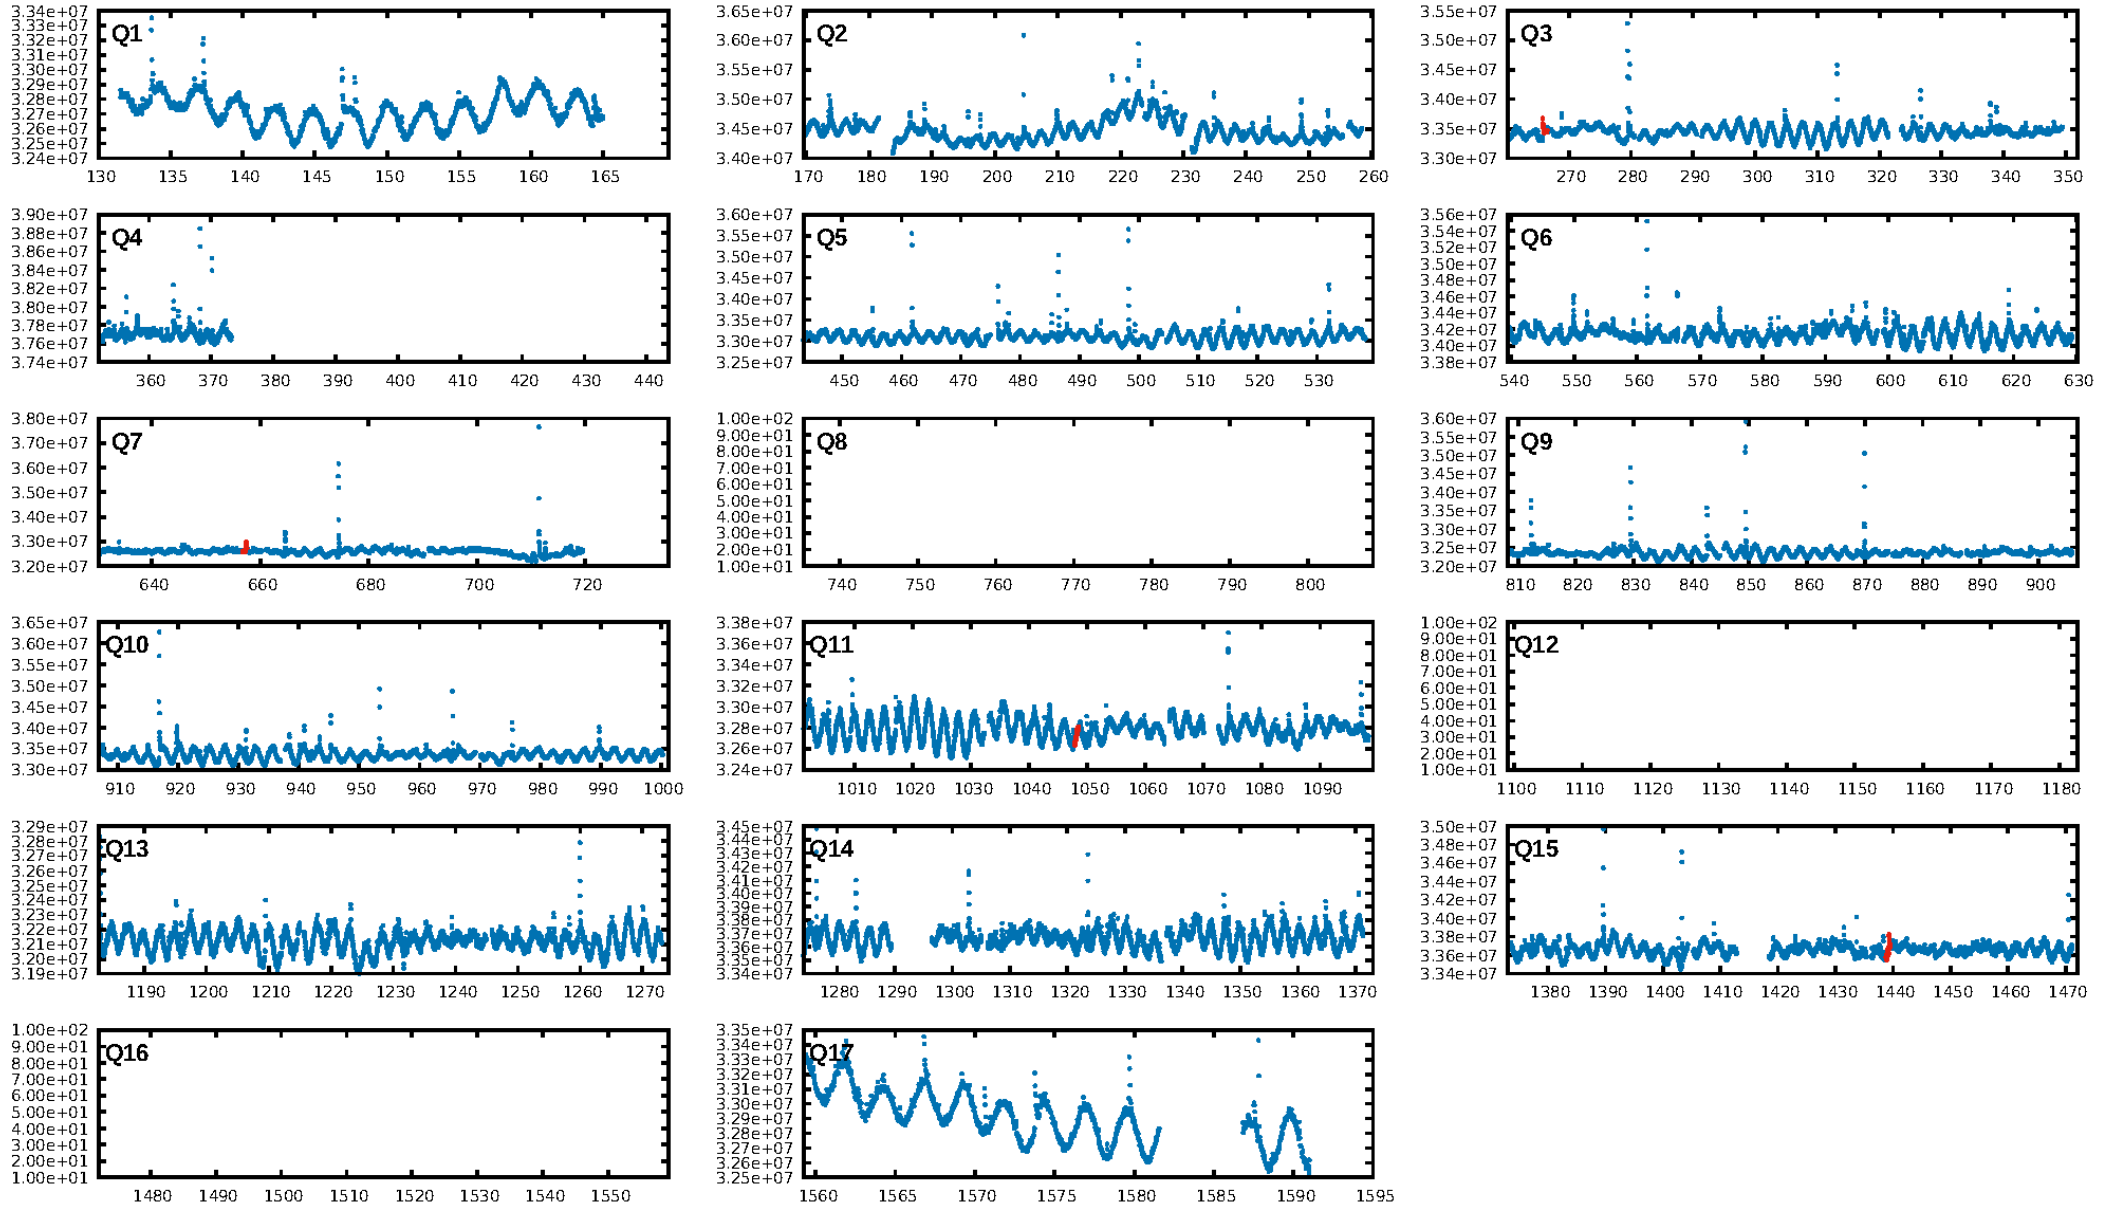 3.34e+07 3.33e+07 3.32e+07 3.31e+07 3.30e+07 3.29e+07 3.28e+07 3.27e+07 3.26e+07 3.25e+07 3.24e+07
Q1
130 135 140 145 150 155 160 165
3.65e+07 3.60e+07 3.55e+07 3.50e+07 3.45e+07 3.40e+07
Q2
170 180 190 200 210 220 230 240 250 260
3.55e+07 3.50e+07 3.45e+07 3.40e+07 3.35e+07 3.30e+07
Q3
270 280 290 300 310 320 330 340 350
3.90e+07 3.88e+07 3.86e+07 3.84e+07 3.82e+07 3.80e+07 3.78e+07 3.76e+07 3.74e+07
Q4
360 370 380 390 400 410 420 430 440
3.60e+07 3.55e+07 3.50e+07 3.45e+07 3.40e+07 3.35e+07 3.30e+07 3.25e+07
Q5
450 460 470 480 490 500 510 520 530
3.56e+07 3.54e+07 3.52e+07 3.50e+07 3.48e+07 3.46e+07 3.44e+07 3.42e+07 3.40e+07 3.38e+07
Q6
540 550 560 570 580 590 600 610 620 630
3.80e+07 3.70e+07 3.60e+07 3.50e+07 3.40e+07 3.30e+07 3.20e+07
Q7
640 660 680 700 720
1.00e+02 9.00e+01 8.00e+01 7.00e+01 6.00e+01 5.00e+01 4.00e+01 3.00e+01 2.00e+01 1.00e+01
Q8
740 750 760 770 780 790 800
3.60e+07 3.55e+07 3.50e+07 3.45e+07 3.40e+07 3.35e+07 3.30e+07 3.25e+07 3.20e+07
Q9
810 820 830 840 850 860 870 880 890 900
3.65e+07 3.60e+07 3.55e+07 3.50e+07 3.45e+07 3.40e+07 3.35e+07 3.30e+07
Q10
910 920 930 940 950 960 970 980 990 1000
3.38e+07 3.36e+07 3.34e+07 3.32e+07 3.30e+07 3.28e+07 3.26e+07 3.24e+07
Q11
1010 1020 1030 1040 1050 1060 1070 1080 1090
1.00e+02 9.00e+01 8.00e+01 7.00e+01 6.00e+01 5.00e+01 4.00e+01 3.00e+01 2.00e+01 1.00e+01
Q12
1100 1110 1120 1130 1140 1150 1160 1170 1180
3.29e+07 3.28e+07 3.27e+07 3.26e+07 3.25e+07 3.24e+07 3.23e+07 3.22e+07 3.21e+07 3.20e+07 3.19e+07
Q13
1190 1200 1210 1220 1230 1240 1250 1260 1270
3.45e+07 3.44e+07 3.43e+07 3.42e+07 3.41e+07 3.40e+07 3.39e+07 3.38e+07 3.37e+07 3.36e+07 3.35e+07 3.34e+07
Q14
1280 1290 1300 1310 1320 1330 1340 1350 1360 1370
3.50e+07 3.48e+07 3.46e+07 3.44e+07 3.42e+07 3.40e+07 3.38e+07 3.36e+07 3.34e+07
Q15
1380 1390 1400 1410 1420 1430 1440 1450 1460 1470
1.00e+02 9.00e+01 8.00e+01 7.00e+01 6.00e+01 5.00e+01 4.00e+01 3.00e+01 2.00e+01 1.00e+01
Q16
1480 1490 1500 1510 1520 1530 1540 1550
3.35e+07 3.34e+07 3.33e+07 3.32e+07 3.31e+07 3.30e+07 3.29e+07 3.28e+07 3.27e+07 3.26e+07 3.25e+07
Q17
1560 1565 1570 1575 1580 1585 1590 1595